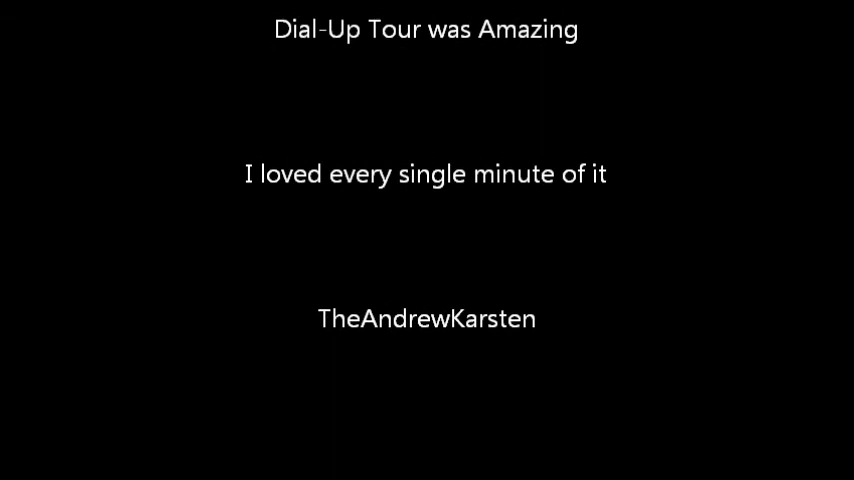 Dial-Up Tour was Amazing
I loved every single minute of it
TheAndrewKarsten